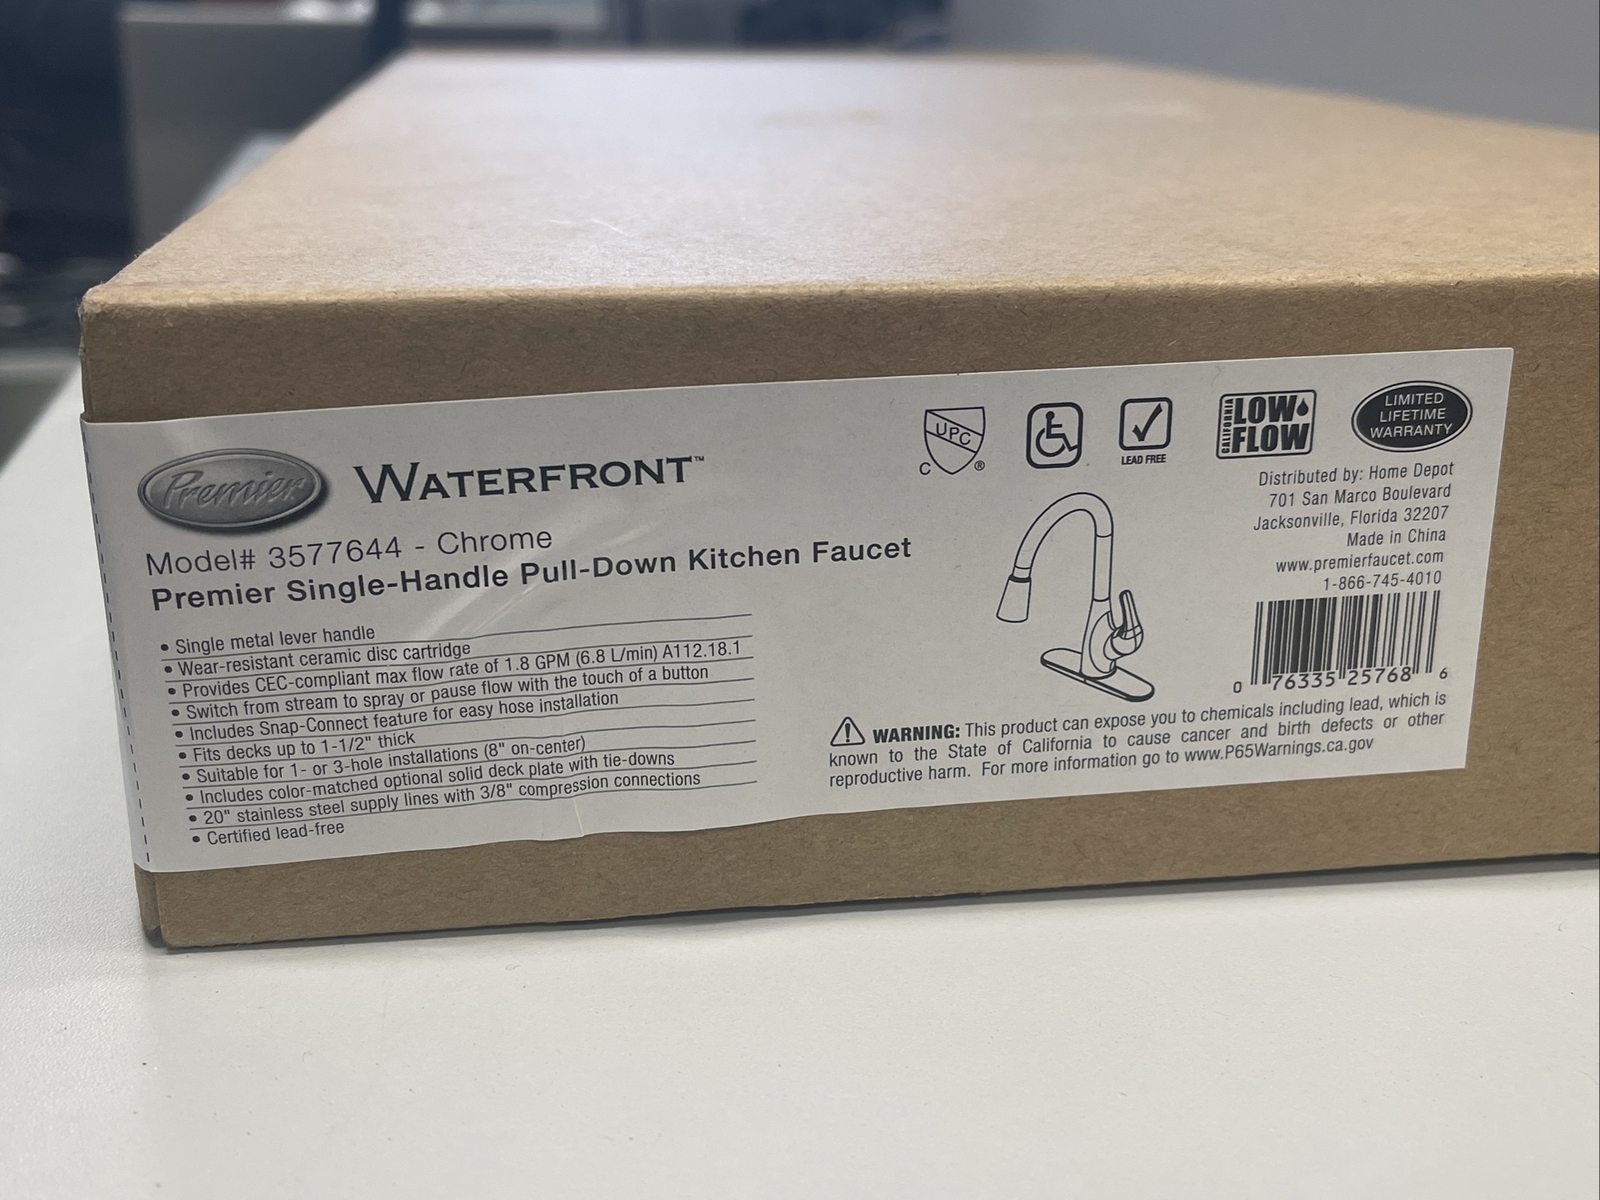 Premier WATERFRONT™
Model# 3577644 - Chrome
Premier Single-Handle Pull-Down Kitchen Faucet
• Single metal lever handle
• Wear-resistant ceramic disc cartridge
• Provides CEC-compliant max flow rate of 1.8 GPM (6.8 L/min) A112.18.1
• Switch from stream to spray or pause flow with the touch of a button
• Includes Snap-Connect feature for easy hose installation
• Fits decks up to 1-1/2" thick
• Suitable for 1- or 3-hole installations (8" on-center)
• Includes color-matched optional solid deck plate with tie-downs
• 20" stainless steel supply lines with 3/8" compression connections
• Certified lead-free
UPC
C ®
LEAD FREE
CALIFORNIA
LOW
FLOW
LIMITED
LIFETIME
WARRANTY
Distributed by: Home Depot
701 San Marco Boulevard
Jacksonville, Florida 32207
Made in China
www.premierfaucet.com
1-866-745-4010
0 76335 25768 6
WARNING: This product can expose you to chemicals including lead, which is
known to the State of California to cause cancer and birth defects or other
reproductive harm. For more information go to www.P65Warnings.ca.gov